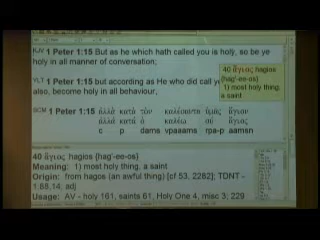 KJV 1 Peter 1:15 But as he which hath called you is holy, so be ye
holy in all manner of conversation;
YLT 1 Peter 1:15 but according as He who did call
also, become holy in all behaviour,
40 ἅγιος hagios
{hag'-ee-os}
1) most holy thing,
a saint
1 Peter 1:15 ἀλλὰ κατὰ τὸν καλέσαντα ὑμᾶς ἅγιον
ἀλλά κατά ὁ καλέω σύ ἅγιος
c p dams vpaaams rpa-p aamsn
40 ἅγιος hagios {hag'-ee-os}
Meaning: 1) most holy thing, a saint
Origin: from hagos (an awful thing) [cf 53, 2282]; TDNT -
1:88,14, adj
Usage: AV - holy 161, saints 61, Holy One 4, misc 3; 229